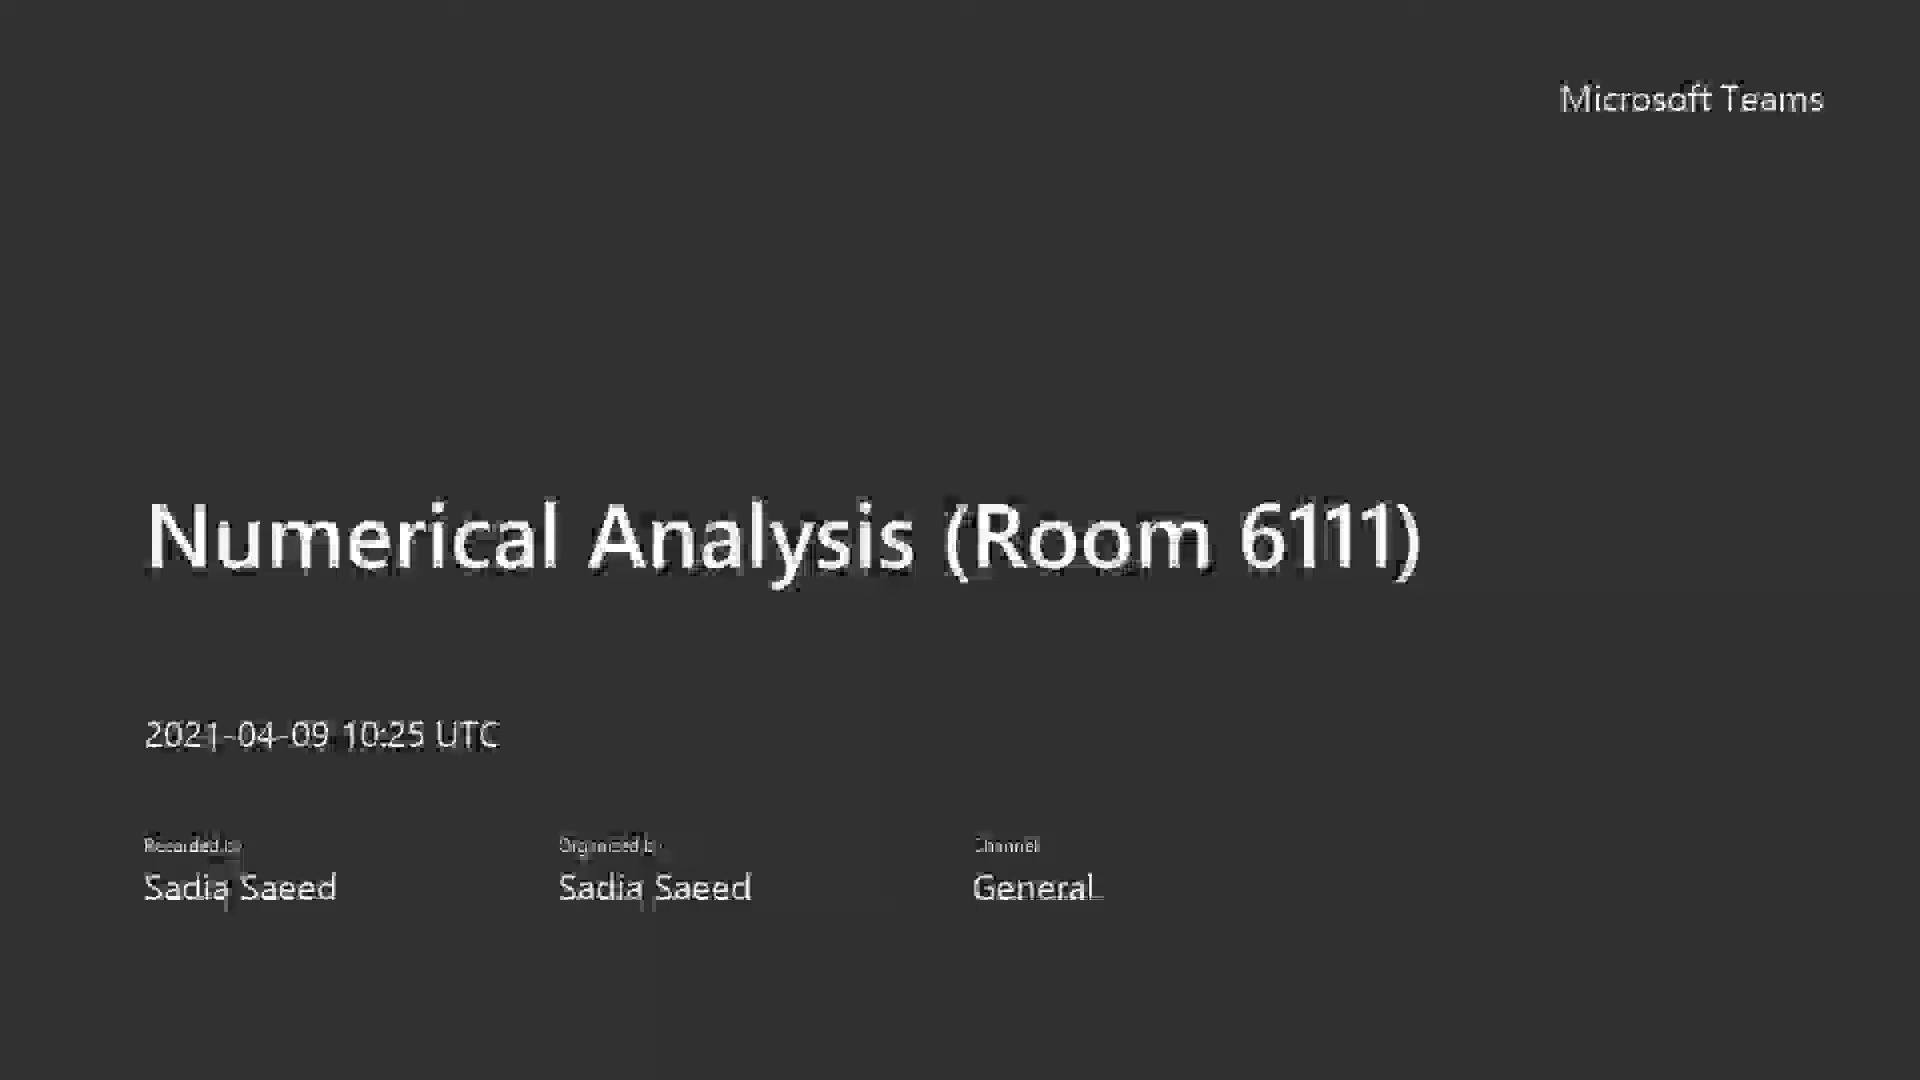 Microsoft Teams
Numerical Analysis (Room 6111)
2021-04-09 10:25 UTC
Recorded by Organized by Channel
Sadia Saeed Sadia Saeed General